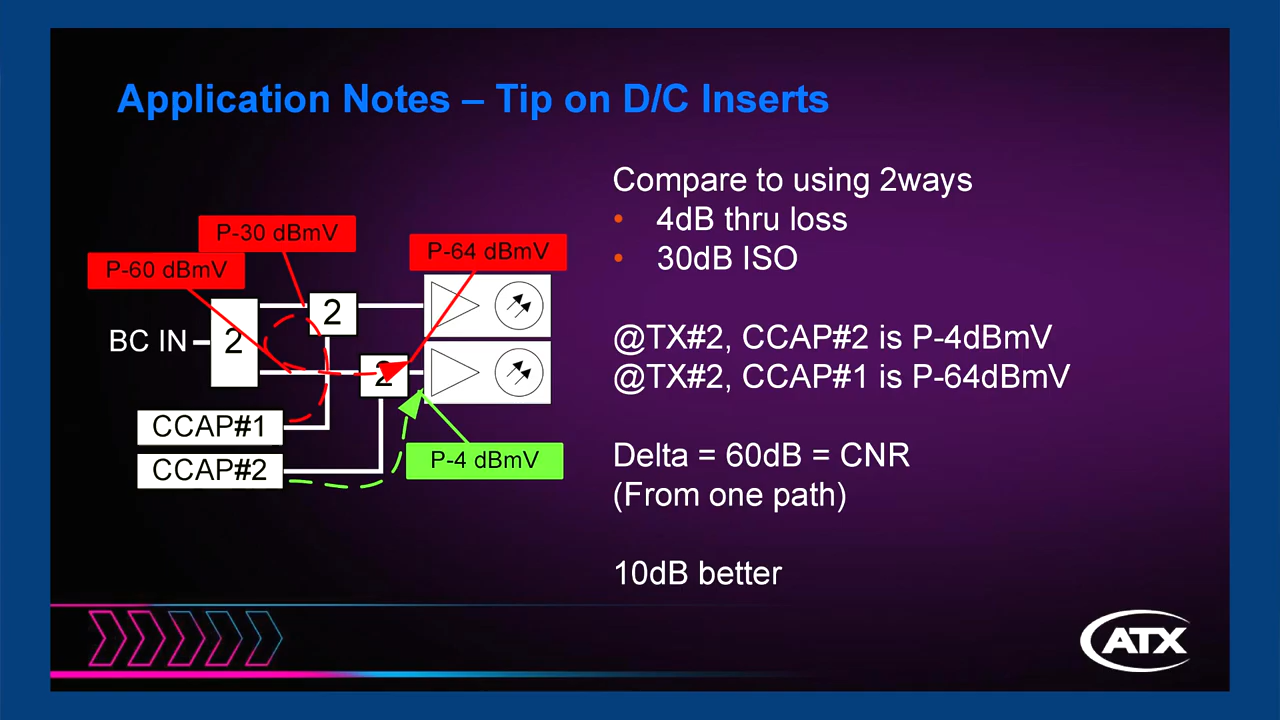 Application Notes – Tip on D/C Inserts
Compare to using 2ways
• 4dB thru loss
• 30dB ISO
@TX#2, CCAP#2 is P-4dBmV
@TX#2, CCAP#1 is P-64dBmV
Delta = 60dB = CNR
(From one path)
10dB better
P-30 dBmV
P-60 dBmV
P-64 dBmV
2
BC IN
2
2
CCAP#1
CCAP#2
P-4 dBmV
ATX